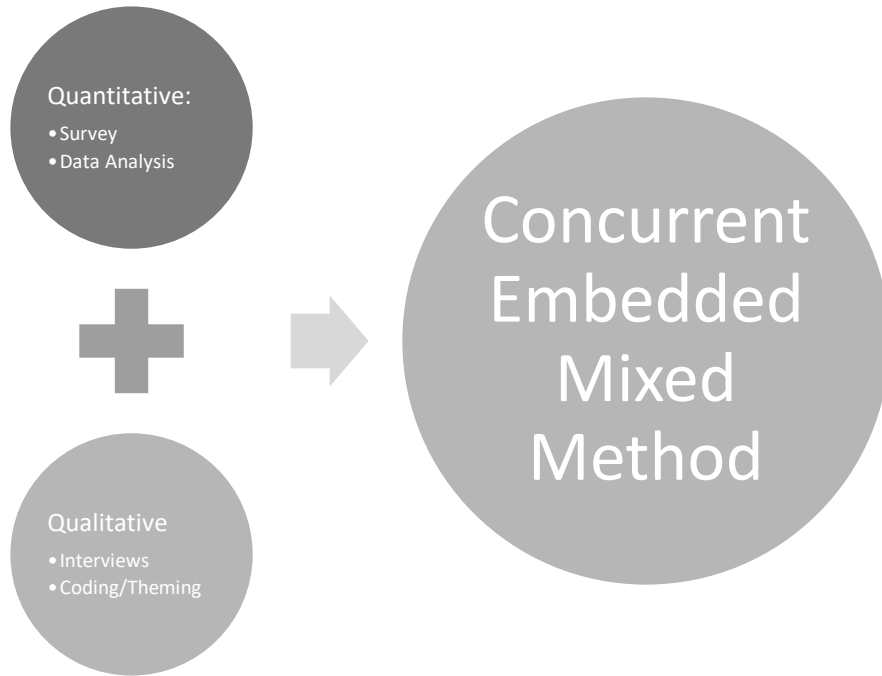 Quantitative:
•Survey
•Data Analysis
Qualitative
•Interviews
•Coding/Theming
Concurrent
Embedded
Mixed
Method